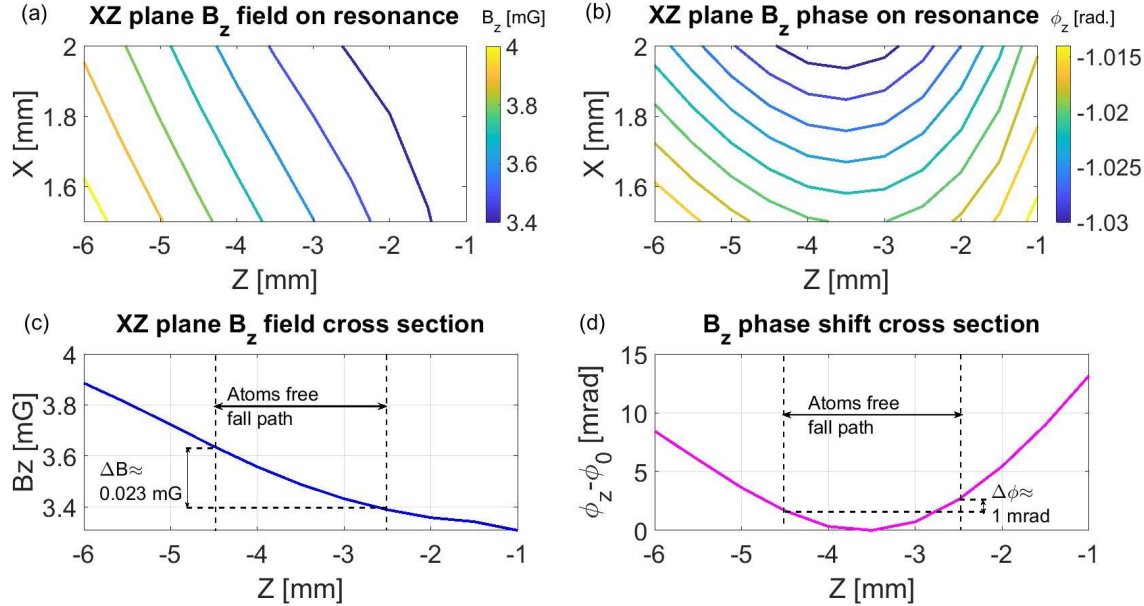 (a) XZ plane B_z field on resonance B_z [mG]
2
1.8
1.6
X [mm]
-6 -5 -4 -3 -2 -1
Z [mm]
4
3.8
3.6
3.4
(b) XZ plane B_z phase on resonance ϕ_z [rad.]
2
1.8
1.6
X [mm]
-6 -5 -4 -3 -2 -1
Z [mm]
-1.015
-1.02
-1.025
-1.03
(c) XZ plane B_z field cross section
4
3.8
3.6
3.4
Bz [mG]
Atoms free
fall path
ΔB≈
0.023 mG
-6 -5 -4 -3 -2 -1
Z [mm]
(d) B_z phase shift cross section
15
10
5
0
ϕ_z-ϕ_0 [mrad]
Atoms free
fall path
Δϕ≈
1 mrad
-6 -5 -4 -3 -2 -1
Z [mm]